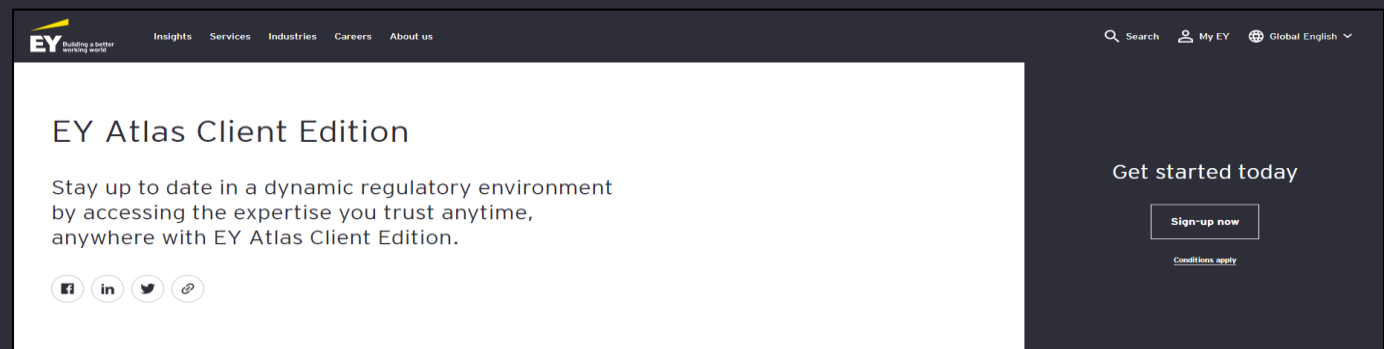 EY Building a better
working world
Insights Services Industries Careers About us
Search My EY Global English
EY Atlas Client Edition
Stay up to date in a dynamic regulatory environment
by accessing the expertise you trust anytime,
anywhere with EY Atlas Client Edition.
in
Get started today
Sign-up now
Conditions apply